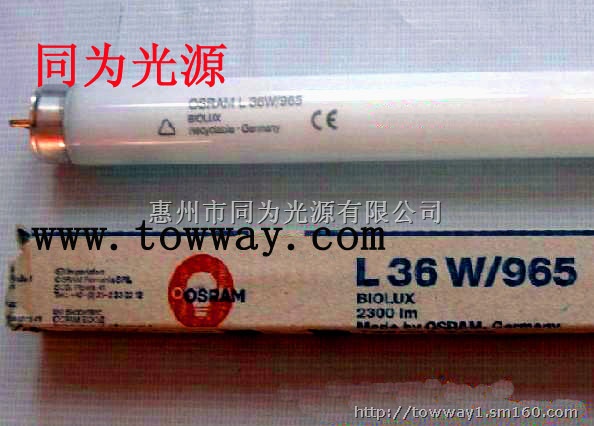 同为光源
OSRAM L 36W/965
BIOLUX
Recyclable · Germany
CE
惠州市同为光源有限公司
www.towway.com
OSRAM
L 36 W/965
BIOLUX
2300 lm
Made by OSRAM, Germany
http://towway1.sm160.com